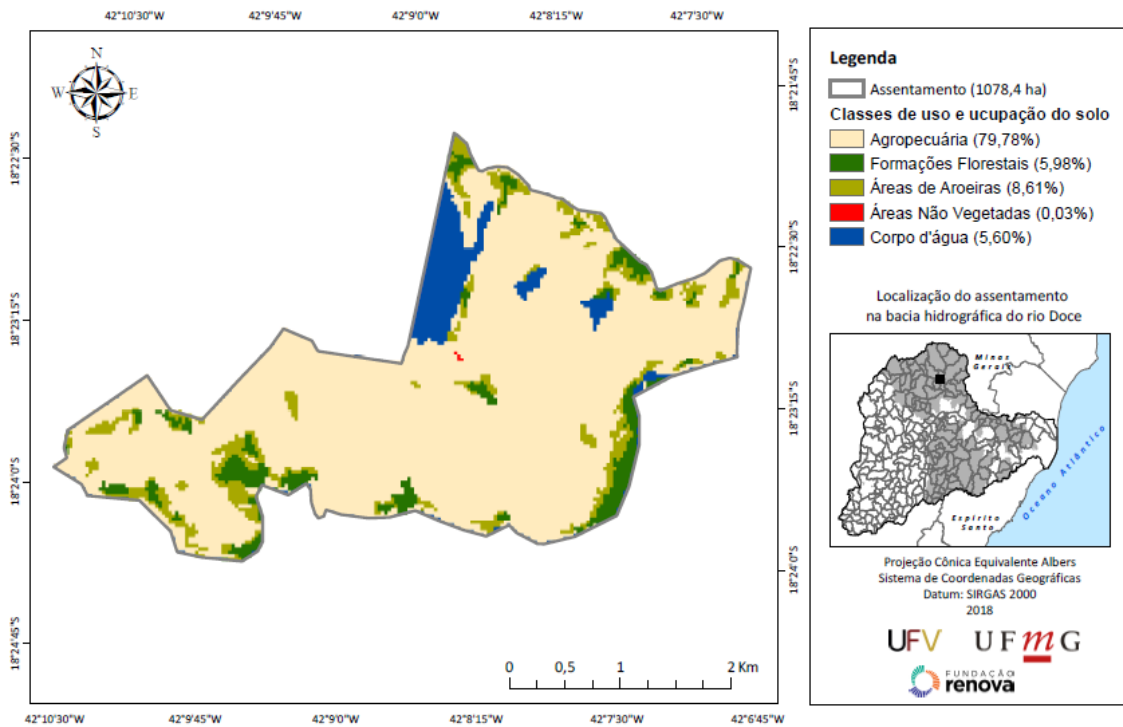 42°10'30"W 42°9'45"W 42°9'0"W 42°8'15"W 42°7'30"W
N
W E
S
18°22'30"S
18°23'15"S
18°24'0"S
18°24'45"S
18°21'45"S
18°22'30"S
18°23'15"S
18°24'0"S
0 0,5 1 2 Km
42°10'30"W 42°9'45"W 42°9'0"W 42°8'15"W 42°7'30"W 42°6'45"W
Legenda
Assentamento (1078,4 ha)
Classes de uso e ucupação do solo
Agropecuária (79,78%)
Formações Florestais (5,98%)
Áreas de Aroeiras (8,61%)
Áreas Não Vegetadas (0,03%)
Corpo d'água (5,60%)
Localização do assentamento
na bacia hidrográfica do rio Doce
Minas
Gerais
Oceano Atlântico
Espírito
Santo
Projeção Cônica Equivalente Albers
Sistema de Coordenadas Geográficas
Datum: SIRGAS 2000
2018
UFV UFmG
FUNDAÇÃO
renova